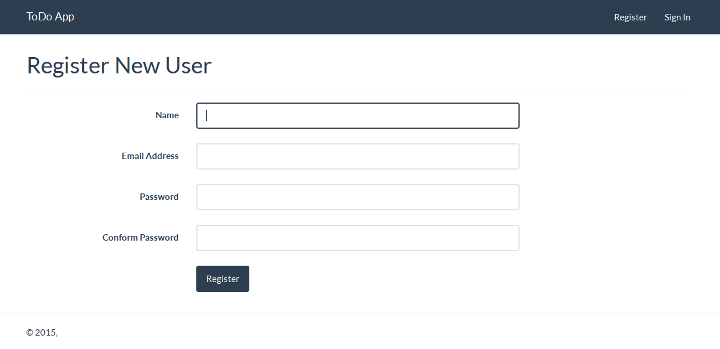 ToDo App
Register Sign In
Register New User
Name
Email Address
Password
Conform Password
Register
© 2015,